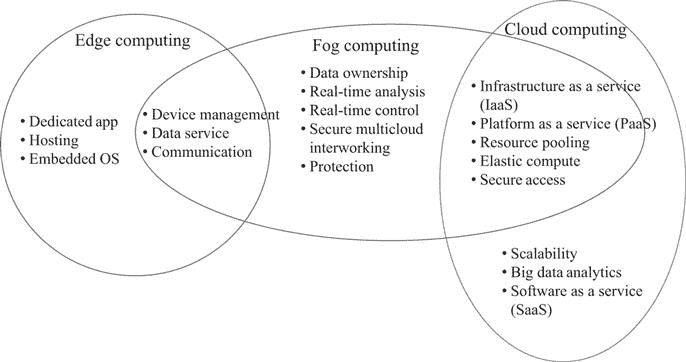 Edge computing
• Dedicated app
• Hosting
• Embedded OS
• Device management
• Data service
• Communication
Fog computing
• Data ownership
• Real-time analysis
• Real-time control
• Secure multicloud
interworking
• Protection
Cloud computing
• Infrastructure as a service
(IaaS)
• Platform as a service (PaaS)
• Resource pooling
• Elastic compute
• Secure access
• Scalability
• Big data analytics
• Software as a service
(SaaS)